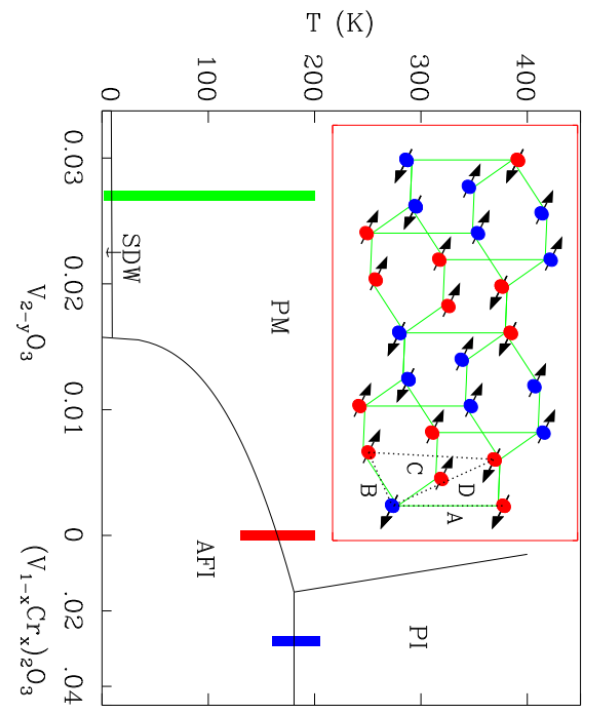 T (K)
0
100
200
300
400
0.03
0.02
0.01
0
.02
.04
V2−yO3
(V1−xCrx)2O3
SDW
PM
AFI
PI
A
B
C
D